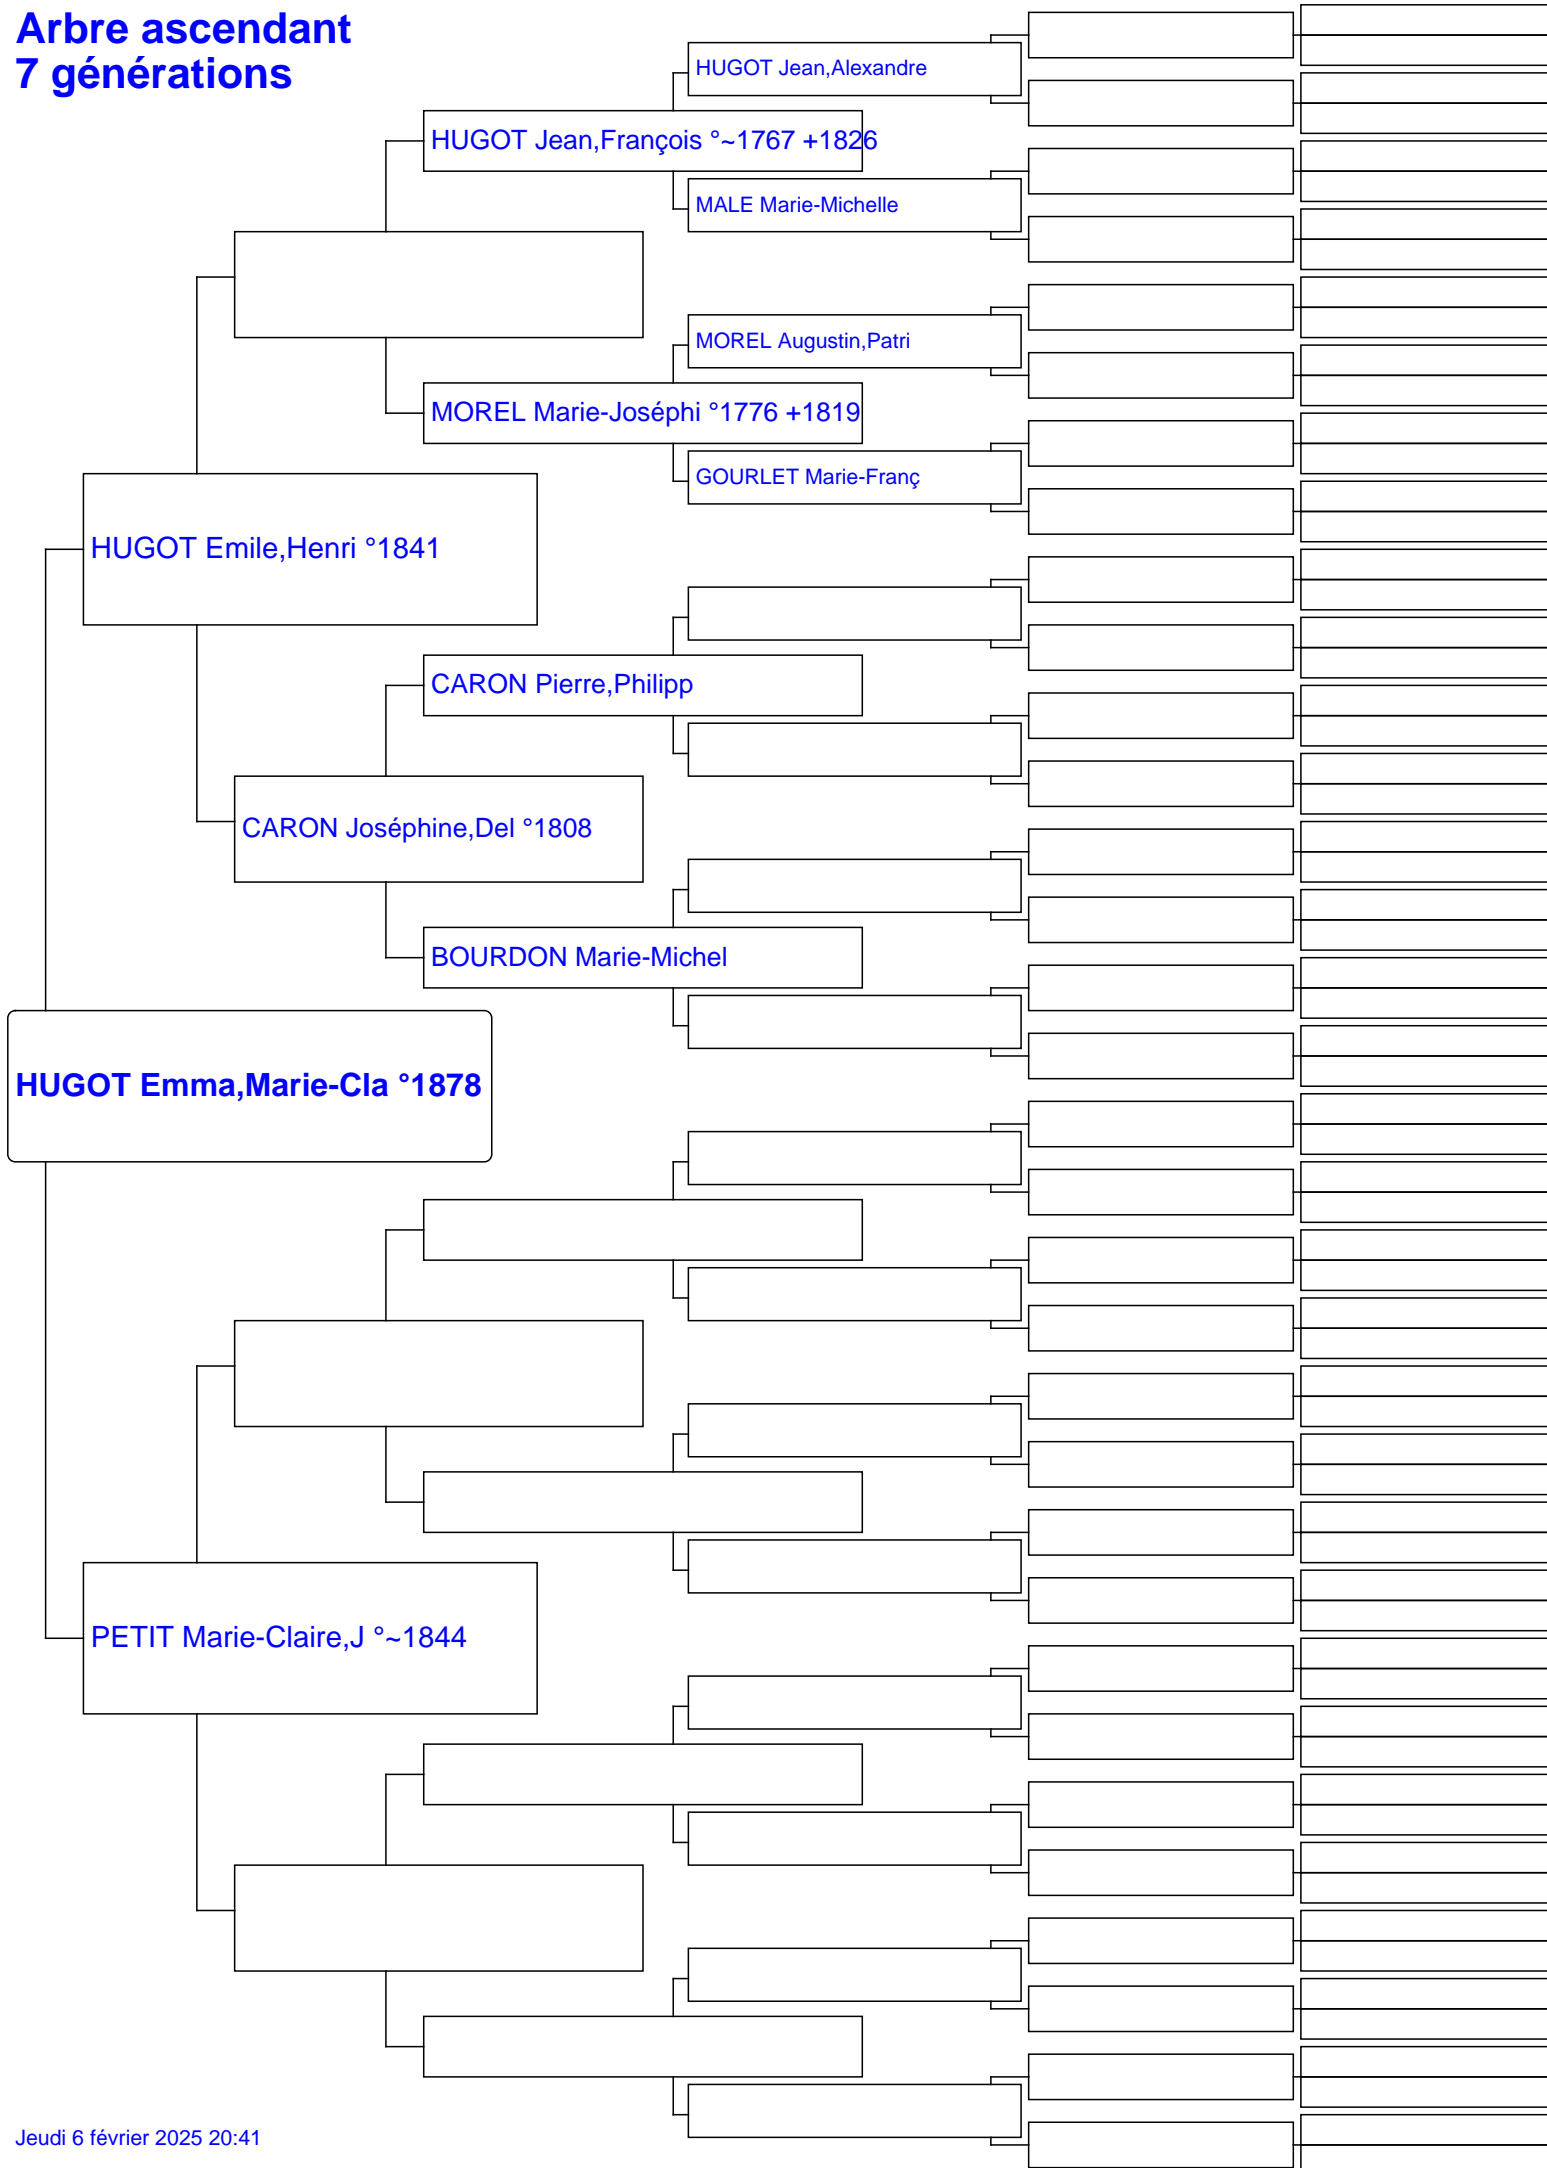 Arbre ascendant
7 générations
HUGOT Jean,Alexandre
HUGOT Jean,François °~1767 +1826
MALE Marie-Michelle
MOREL Augustin,Patri
MOREL Marie-Joséphi °1776 +1819
GOURLET Marie-Franç
HUGOT Emile,Henri °1841
CARON Pierre,Philipp
CARON Joséphine,Del °1808
BOURDON Marie-Michel
HUGOT Emma,Marie-Cla °1878
PETIT Marie-Claire,J °~1844
Jeudi 6 février 2025 20:41